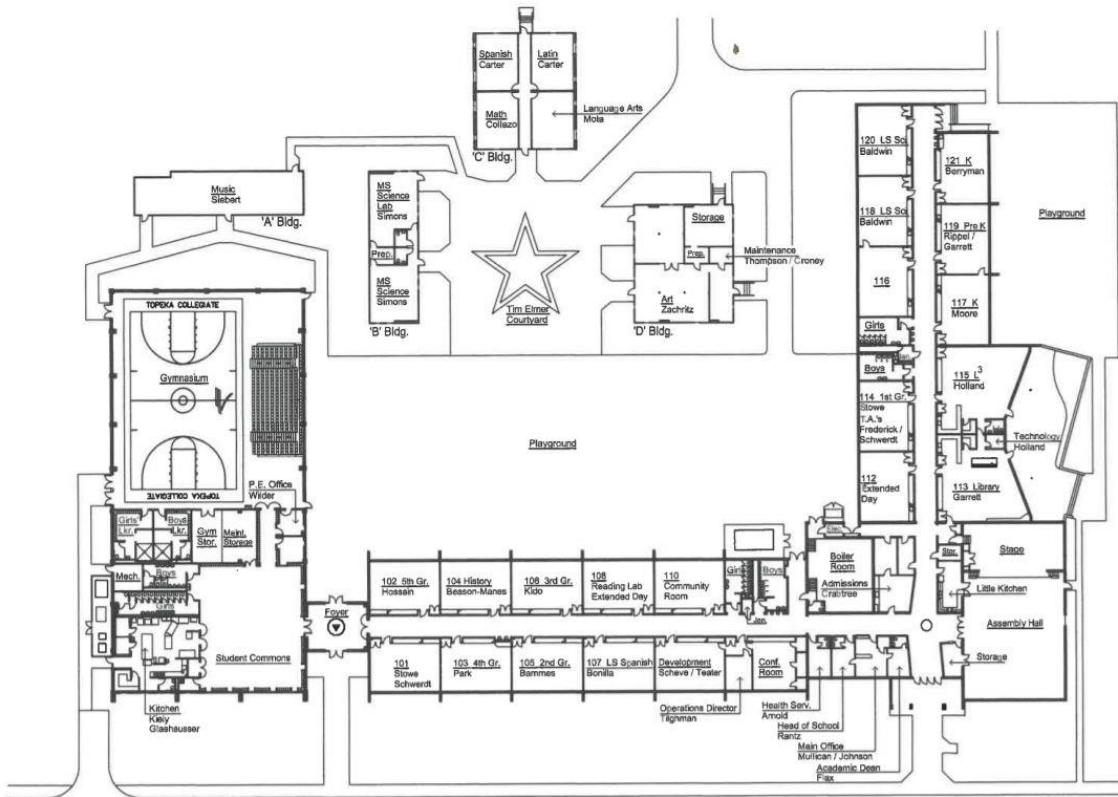 Spanish
Carter
Latin
Carter
Math
Collazo
Language Arts
Mota
'C' Bldg.
Music
Siebert
'A' Bldg.
MS
Science
Lab
Simons
Prep.
MS
Science
Simons
'B' Bldg.
Tim Elmer
Courtyard
Storage
Prep.
Maintenance
Thompson / Croney
Art
Zachritz
'D' Bldg.
120 LS Sci
Baldwin
121 K
Berryman
118 LS Sci
Baldwin
119 Pre K
Rippel /
Garrett
Playground
116
117 K
Moore
Girls
Jan.
Boys
115 L3
Holland
114 1st Gr.
Stowe
T.A.'s
Frederick /
Schwerdt
Technology
Holland
112
Extended
Day
113 Library
Garrett
TOPEKA COLLEGIATE
Gymnasium
TOPEKA COLLEGIATE
Playground
P.E. Office
Wilder
Girls
Lkr.
Boys
Lkr.
Gym
Stor.
Maint.
Storage
Mech.
Boys
Girls
Foyer
Student Commons
Kitchen
Kiely
Glashausser
102 5th Gr.
Hossain
104 History
Beason-Manes
106 3rd Gr.
Kido
108
Reading Lab
Extended Day
110
Community
Room
Girls
Boys
Jan.
Elec.
Boiler
Room
Admissions
Crabtree
Stor.
Stage
Little Kitchen
Assembly Hall
Storage
101
Stowe
Schwerdt
103 4th Gr.
Park
105 2nd Gr.
Bammes
107 LS Spanish
Bonilla
Development
Scheve / Teater
Conf.
Room
Operations Director
Tilghman
Health Serv.
Arnold
Head of School
Rantz
Main Office
Mullican / Johnson
Academic Dean
Flax